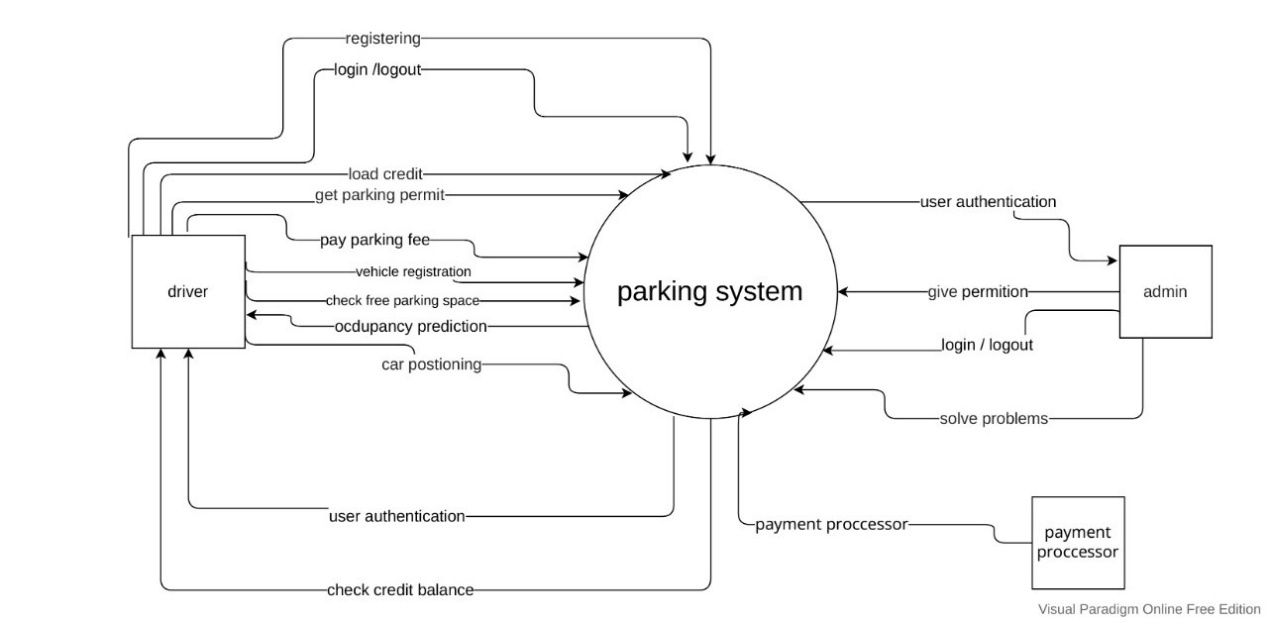 registering
login /logout
load credit
get parking permit
user authentication
pay parking fee
vehicle registration
driver
parking system
give permition
admin
check free parking space
ocdupancy prediction
login / logout
car postioning
solve problems
user authentication
payment proccessor
payment
proccessor
check credit balance
Visual Paradigm Online Free Edition